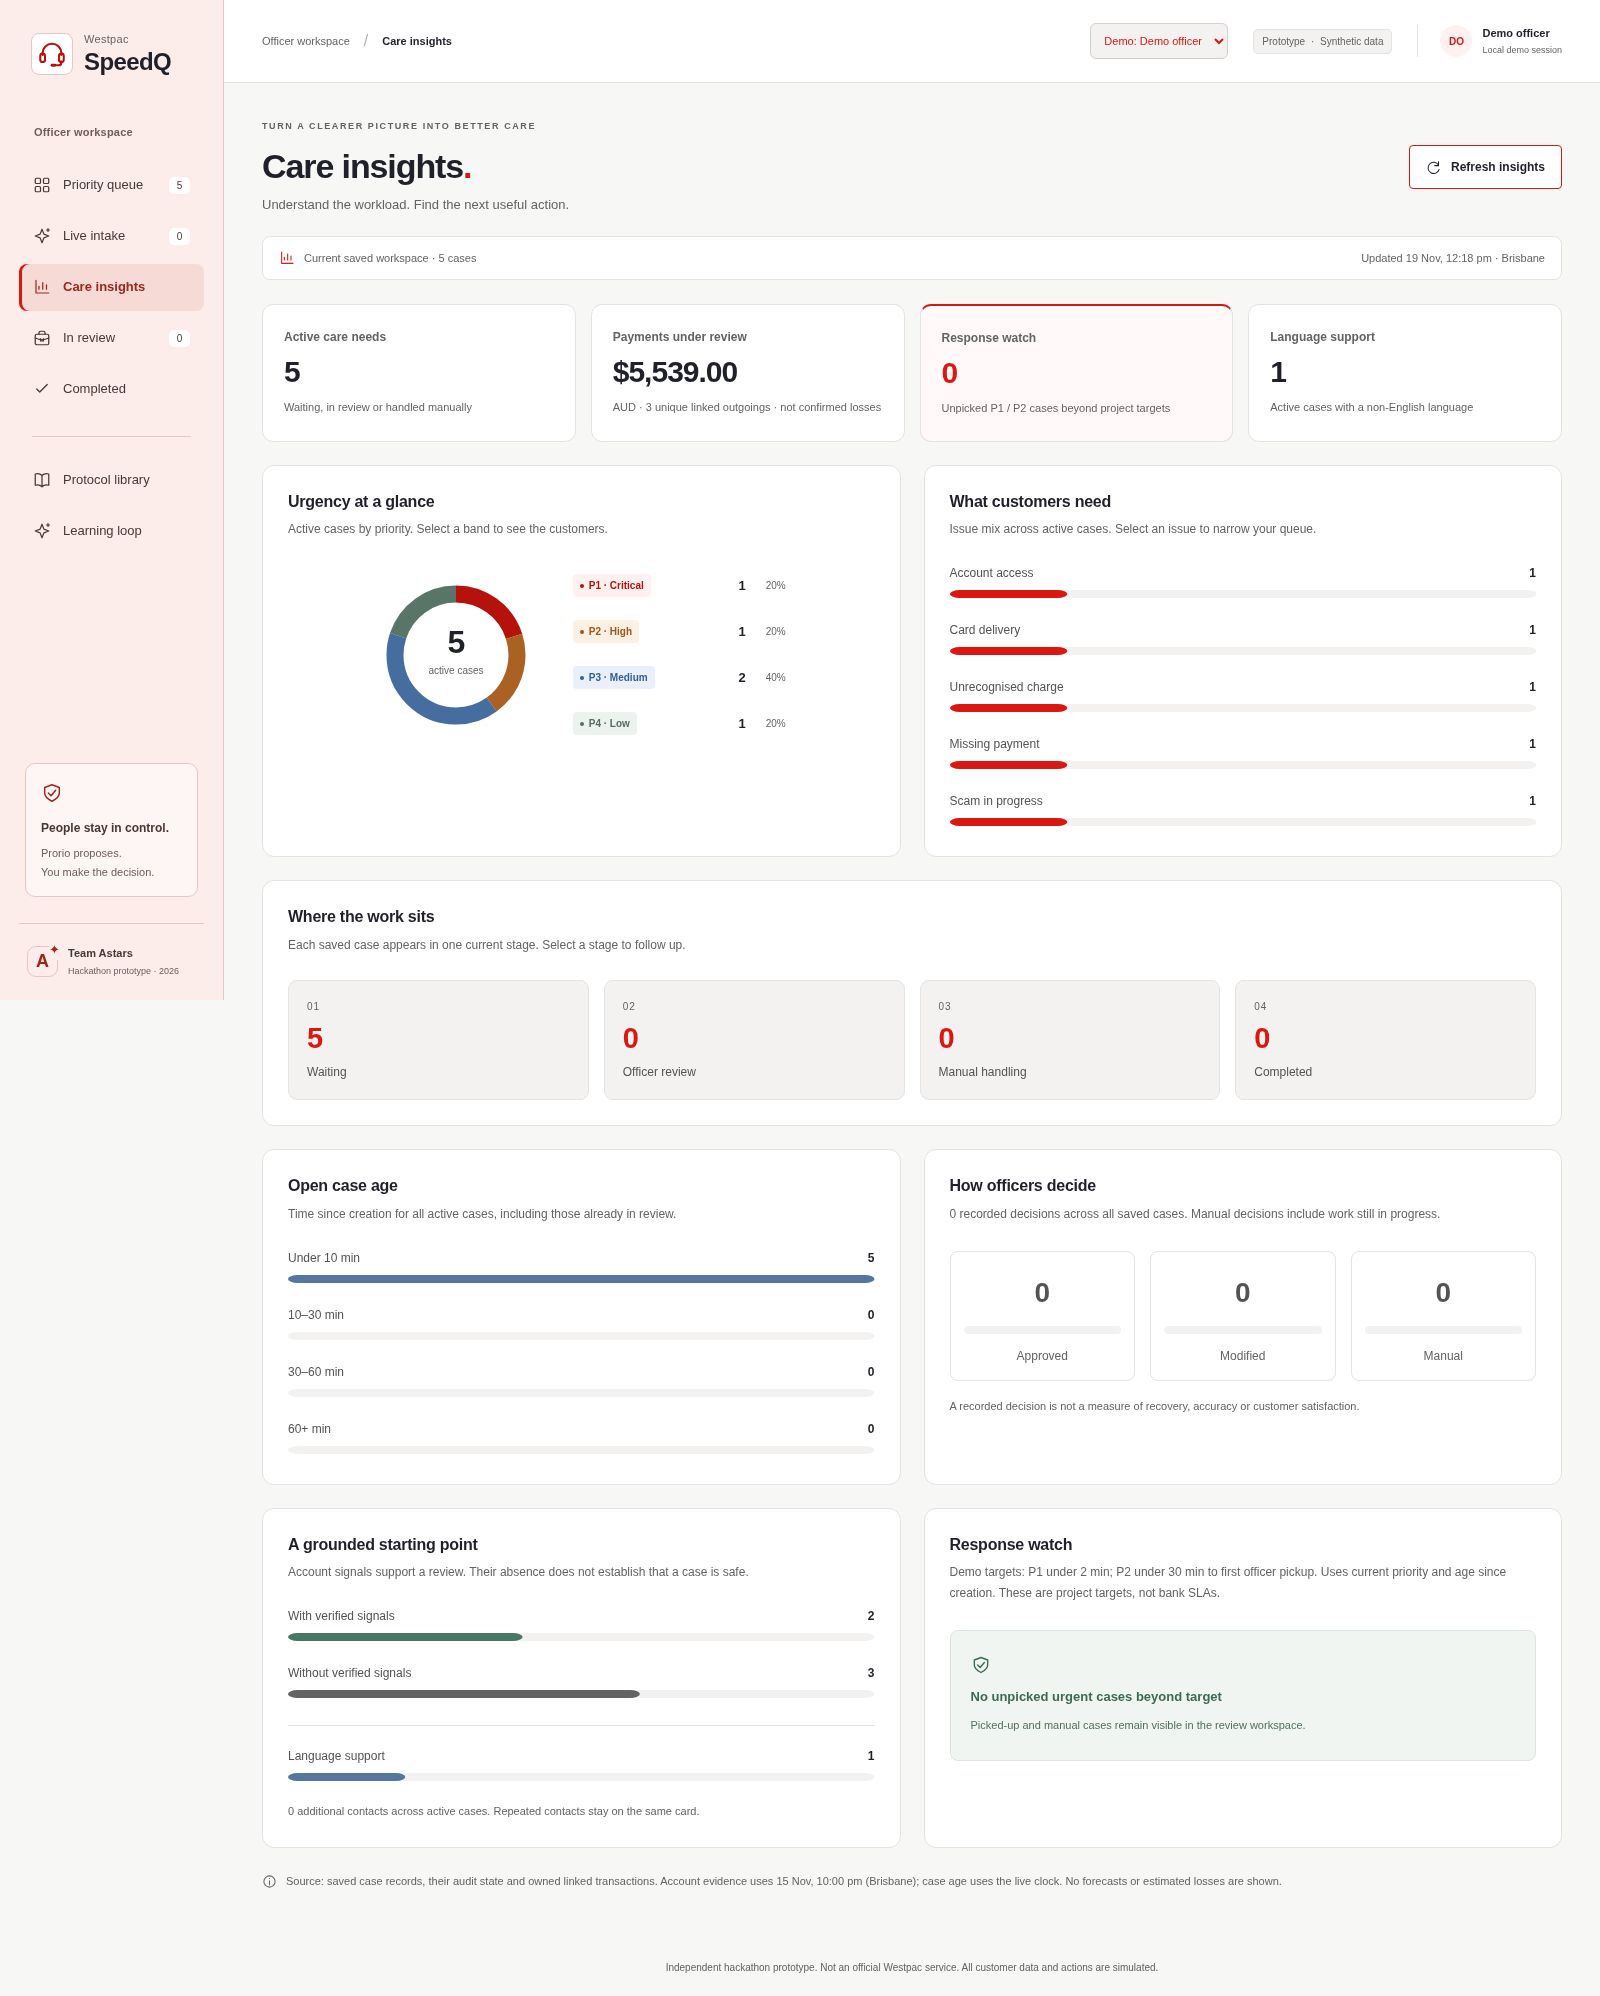 Westpac
SpeedQ
Officer workspace
Priority queue 5
Live intake 0
Care insights
In review 0
Completed
Protocol library
Learning loop
People stay in control.
Prorio proposes.
You make the decision.
A
Team Astars
Hackathon prototype · 2026
Officer workspace / Care insights
Demo: Demo officer
Prototype · Synthetic data
DO
Demo officer
Local demo session
TURN A CLEARER PICTURE INTO BETTER CARE
Care insights.
Understand the workload. Find the next useful action.
Refresh insights
Current saved workspace · 5 cases
Updated 19 Nov, 12:18 pm · Brisbane
Active care needs
5
Waiting, in review or handled manually
Payments under review
$5,539.00
AUD · 3 unique linked outgoings · not confirmed losses
Response watch
0
Unpicked P1 / P2 cases beyond project targets
Language support
1
Active cases with a non-English language
Urgency at a glance
Active cases by priority. Select a band to see the customers.
5
active cases
P1 · Critical 1 20%
P2 · High 1 20%
P3 · Medium 2 40%
P4 · Low 1 20%
What customers need
Issue mix across active cases. Select an issue to narrow your queue.
Account access 1
Card delivery 1
Unrecognised charge 1
Missing payment 1
Scam in progress 1
Where the work sits
Each saved case appears in one current stage. Select a stage to follow up.
01
5
Waiting
02
0
Officer review
03
0
Manual handling
04
0
Completed
Open case age
Time since creation for all active cases, including those already in review.
Under 10 min 5
10–30 min 0
30–60 min 0
60+ min 0
How officers decide
0 recorded decisions across all saved cases. Manual decisions include work still in progress.
0
Approved
0
Modified
0
Manual
A recorded decision is not a measure of recovery, accuracy or customer satisfaction.
A grounded starting point
Account signals support a review. Their absence does not establish that a case is safe.
With verified signals 2
Without verified signals 3
Language support 1
0 additional contacts across active cases. Repeated contacts stay on the same card.
Response watch
Demo targets: P1 under 2 min; P2 under 30 min to first officer pickup. Uses current priority and age since
creation. These are project targets, not bank SLAs.
No unpicked urgent cases beyond target
Picked-up and manual cases remain visible in the review workspace.
Source: saved case records, their audit state and owned linked transactions. Account evidence uses 15 Nov, 10:00 pm (Brisbane); case age uses the live clock. No forecasts or estimated losses are shown.
Independent hackathon prototype. Not an official Westpac service. All customer data and actions are simulated.